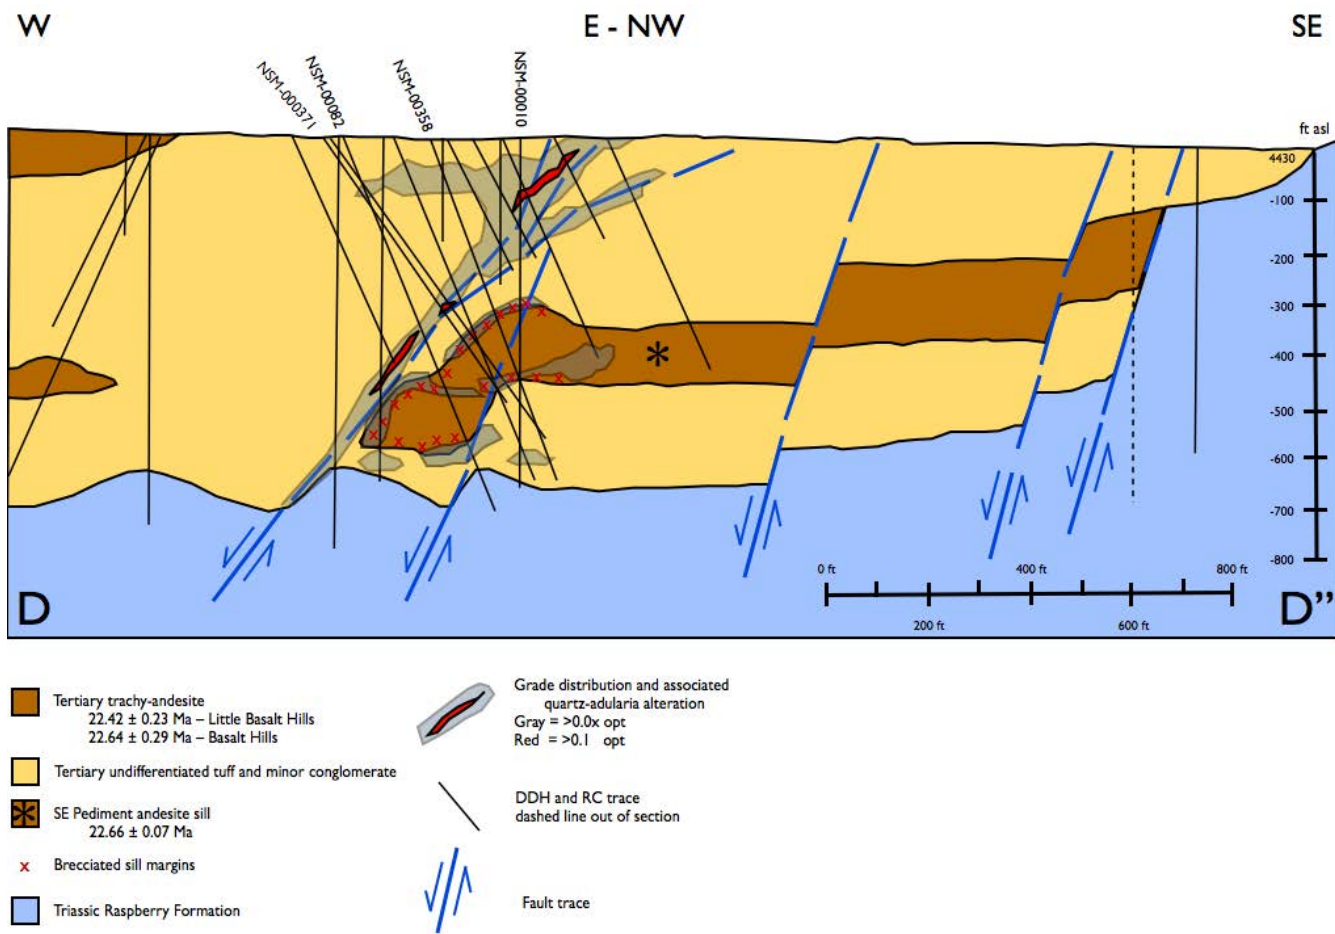 W
E - NW
SE
NSM-000371
NSM-00082
NSM-00358
NSM-00010
ft asl
4430
-100
-200
-300
-400
-500
-600
-700
-800
0 ft
400 ft
800 ft
200 ft
600 ft
D
D”
Tertiary trachy-andesite
22.42 ± 0.23 Ma – Little Basalt Hills
22.64 ± 0.29 Ma – Basalt Hills
Tertiary undifferentiated tuff and minor conglomerate
SE Pediment andesite sill
22.66 ± 0.07 Ma
x Brecciated sill margins
Triassic Raspberry Formation
Grade distribution and associated
quartz-adularia alteration
Gray = >0.0x opt
Red = >0.1 opt
DDH and RC trace
dashed line out of section
Fault trace